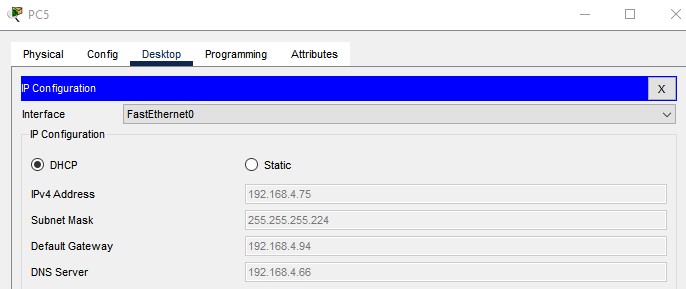 PC5
Physical Config Desktop Programming Attributes
IP Configuration X
Interface FastEthernet0
IP Configuration
DHCP Static
IPv4 Address 192.168.4.75
Subnet Mask 255.255.255.224
Default Gateway 192.168.4.94
DNS Server 192.168.4.66